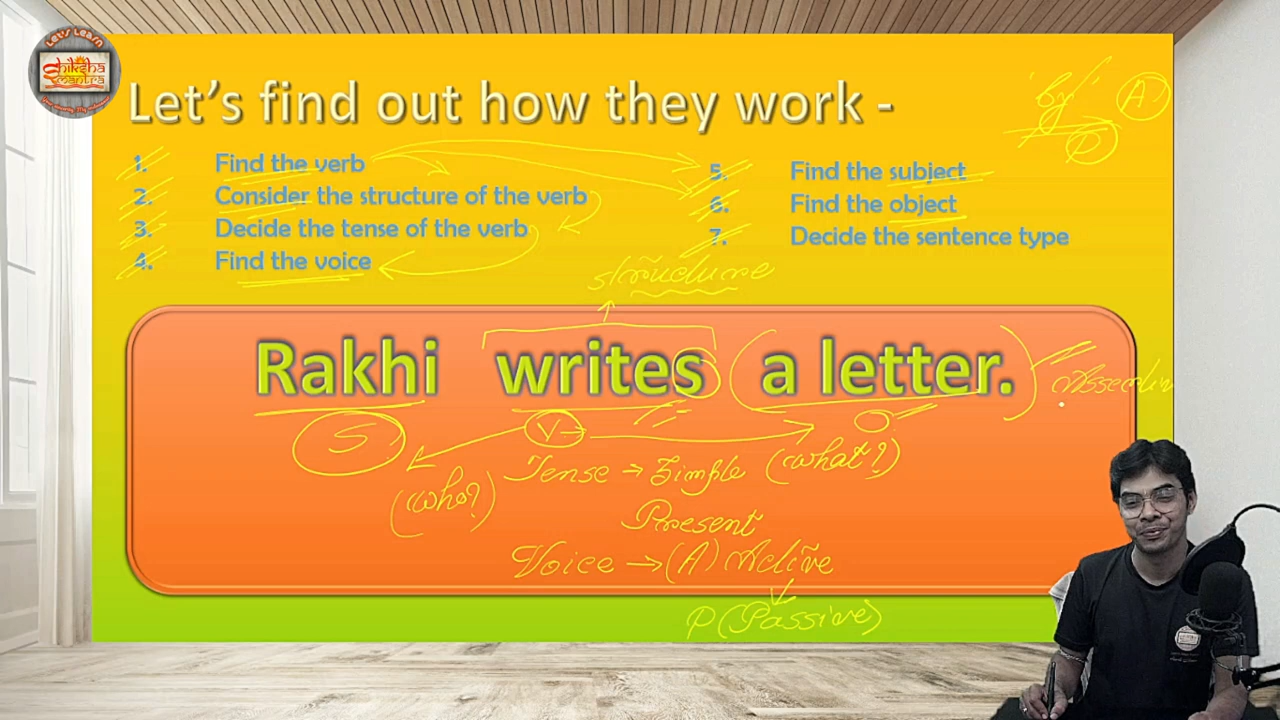 Let's Learn
Shiksha
mantra
Let's find out how they work -
'by'
A
P
1. Find the verb
2. Consider the structure of the verb
3. Decide the tense of the verb
4. Find the voice
5. Find the subject
6. Find the object
7. Decide the sentence type
structure
Rakhi writes a letter.
Assertive
S
V
O
(who?)
Tense → Simple
(what?)
Present
Voice → (A) Active
P (Passive)